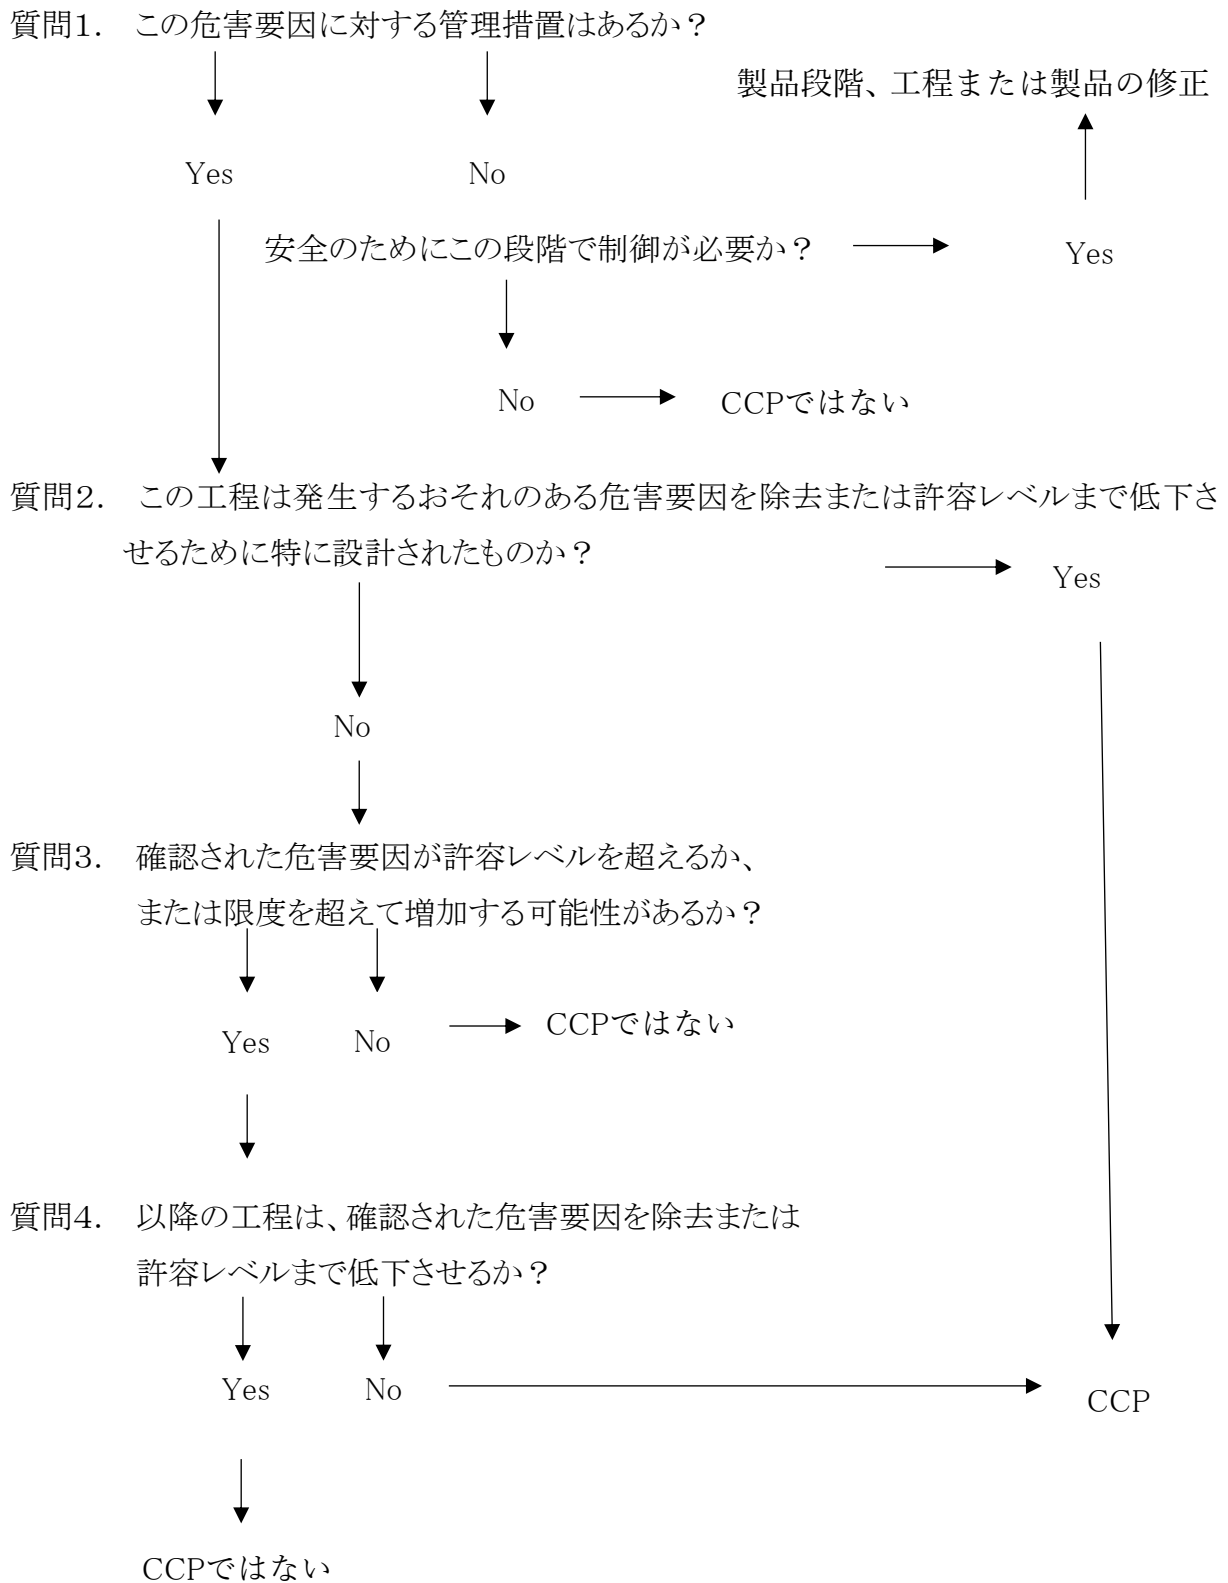 質問1. この危害要因に対する管理措置はあるか？
製品段階、工程または製品の修正
Yes No
安全のためにこの段階で制御が必要か？ Yes
No CCPではない
質問2. この工程は発生するおそれのある危害要因を除去または許容レベルまで低下さ
せるために特に設計されたものか？
Yes
No
質問3. 確認された危害要因が許容レベルを超えるか、
または限度を超えて増加する可能性があるか？
Yes No CCPではない
質問4. 以降の工程は、確認された危害要因を除去または
許容レベルまで低下させるか？
Yes No CCP
CCPではない